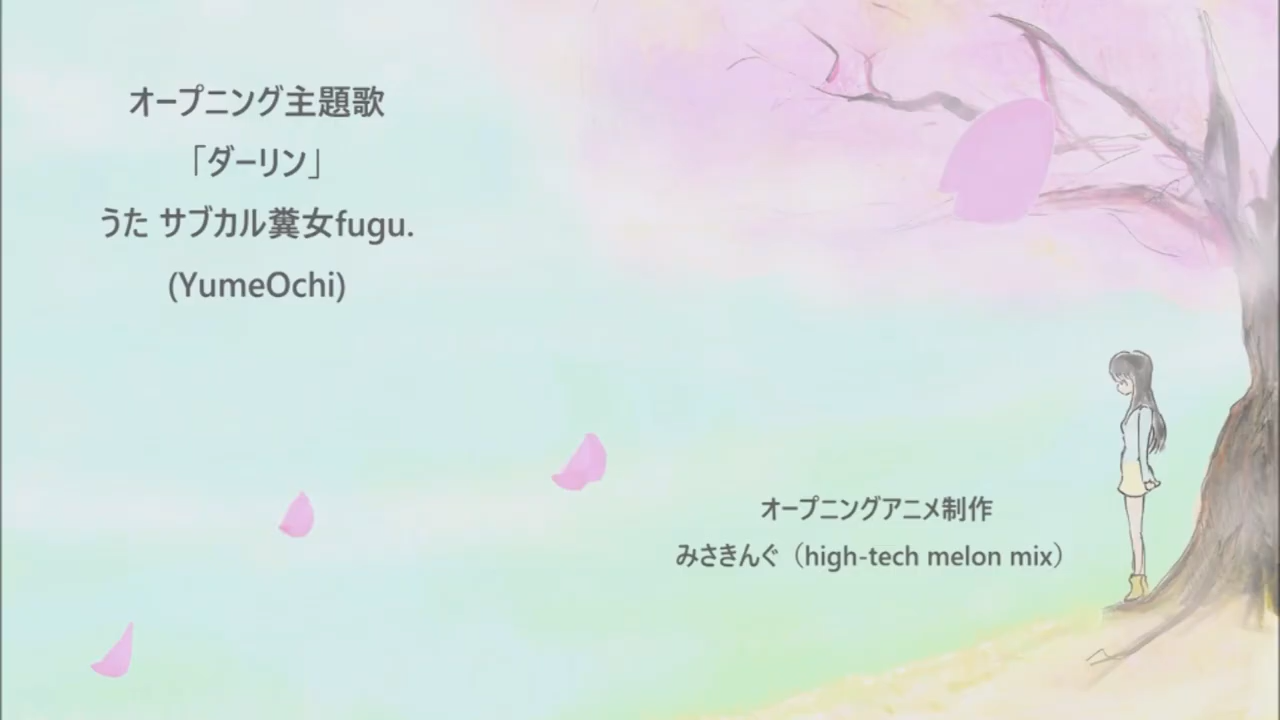 オープニング主題歌
「ダーリン」
うた サブカル糞女fugu.
(YumeOchi)
オープニングアニメ制作
みさきんぐ（high-tech melon mix）